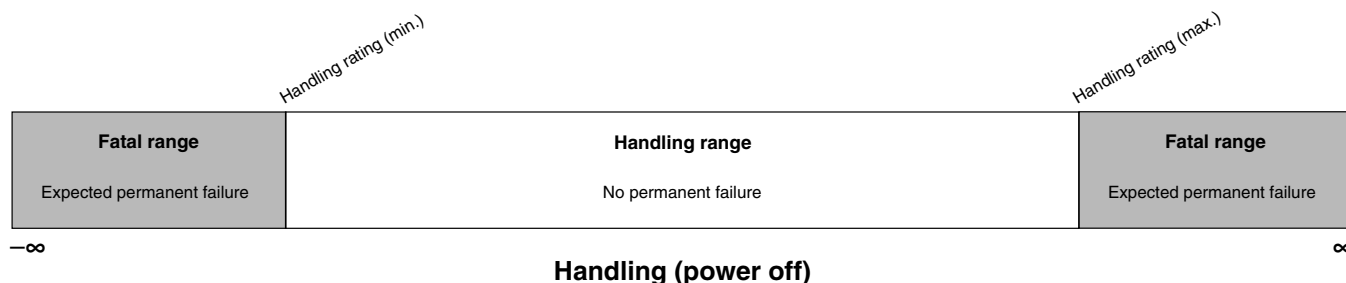 Handling rating (min.)
Handling rating (max.)
Fatal range
Handling range
Fatal range
Expected permanent failure
No permanent failure
Expected permanent failure
–∞
∞
Handling (power off)